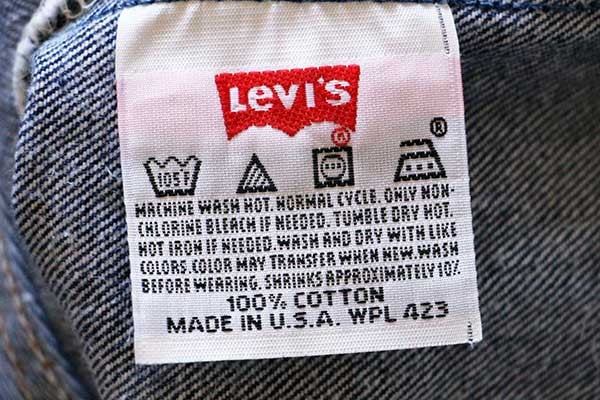 LEVI'S
®
®
105F
MACHINE WASH HOT. NORMAL CYCLE. ONLY NON-
CHLORINE BLEACH IF NEEDED. TUMBLE DRY HOT.
HOT IRON IF NEEDED. WASH AND DRY WITH LIKE
COLORS. COLOR MAY TRANSFER WHEN NEW. WASH
BEFORE WEARING. SHRINKS APPROXIMATELY 10%
100% COTTON
MADE IN U.S.A. WPL 423